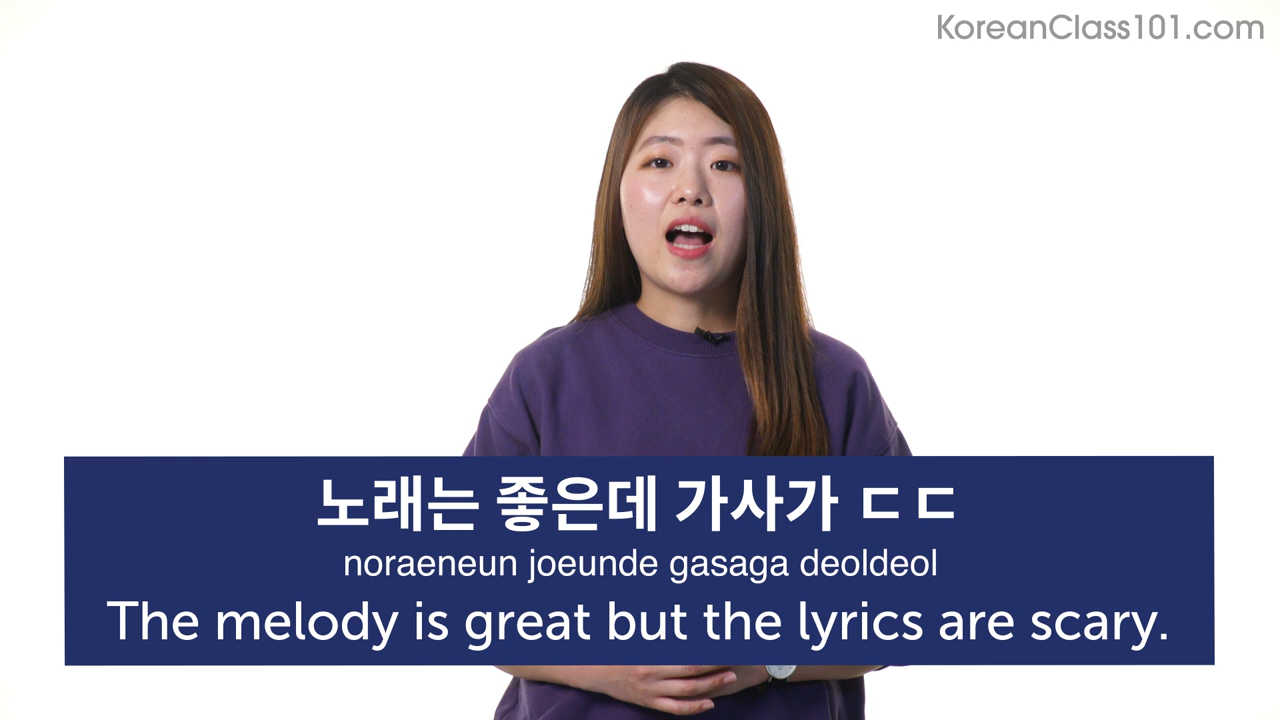 KoreanClass101.com
노래는 좋은데 가사가 ㄷㄷ
noraeneun joeunde gasaga deoldeol
The melody is great but the lyrics are scary.